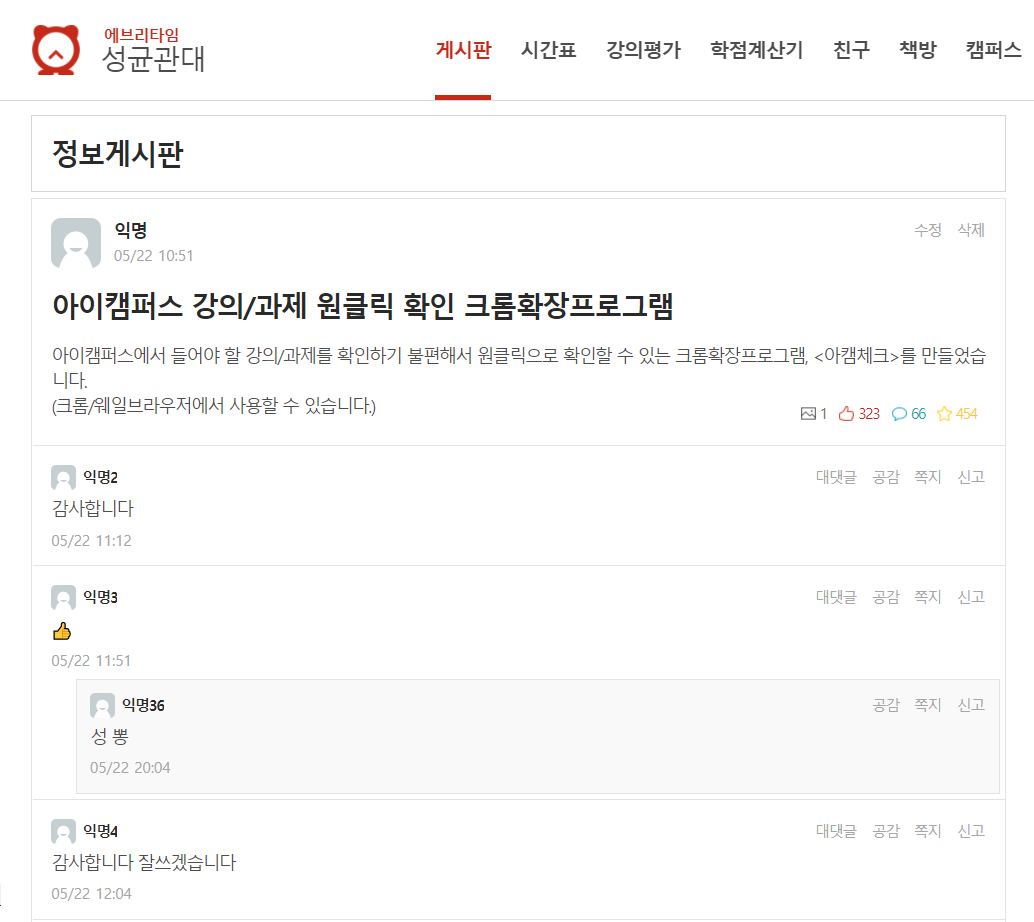 에브리타임
성균관대
게시판 시간표 강의평가 학점계산기 친구 책방 캠퍼스
정보게시판
익명
수정 삭제
05/22 10:51
아이캠퍼스 강의/과제 원클릭 확인 크롬확장프로그램
아이캠퍼스에서 들어야 할 강의/과제를 확인하기 불편해서 원클릭으로 확인할 수 있는 크롬확장프로그램, <아캠체크>를 만들었습
니다.
(크롬/웨일브라우저에서 사용할 수 있습니다.)
1 323 66 454
익명2
대댓글 공감 쪽지 신고
감사합니다
05/22 11:12
익명3
대댓글 공감 쪽지 신고
👍
05/22 11:51
익명36
공감 쪽지 신고
성 뽕
05/22 20:04
익명4
대댓글 공감 쪽지 신고
감사합니다 잘쓰겠습니다
05/22 12:04